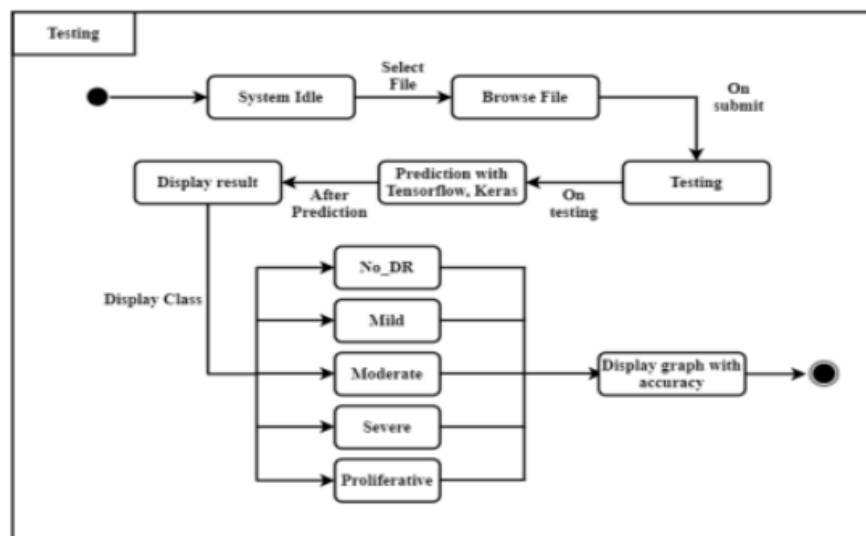 Testing
Select
File
System Idle
Browse File
On
submit
Display result
After
Prediction
Prediction with
Tensorflow, Keras
On
testing
Testing
Display Class
No_DR
Mild
Moderate
Severe
Proliferative
Display graph with
accuracy